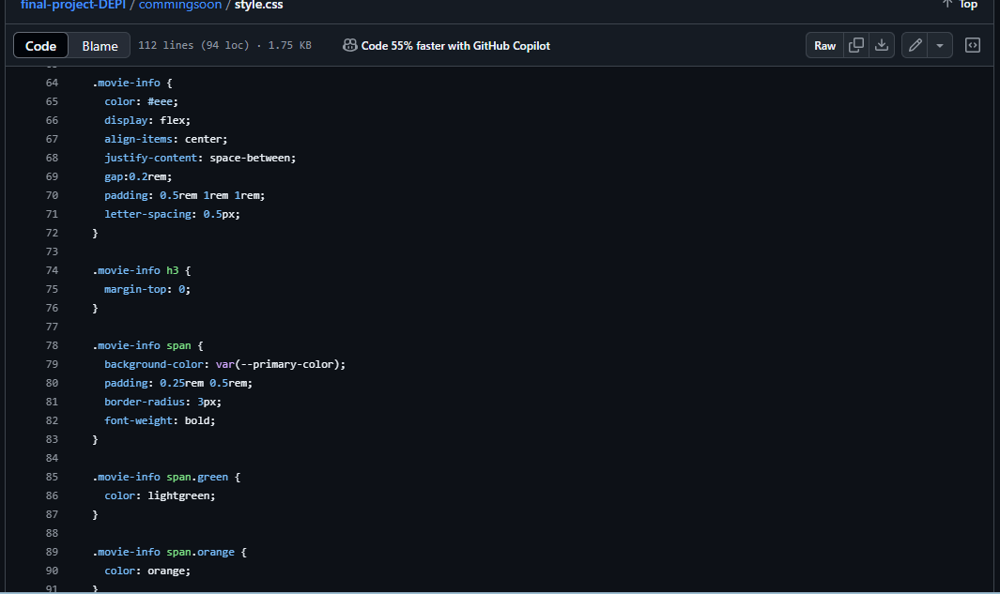 final-project-DEPI / commingsoon / style.css
↑ Top
Code Blame 112 lines (94 loc) · 1.75 KB Code 55% faster with GitHub Copilot Raw
64 .movie-info {
65 color: #eee;
66 display: flex;
67 align-items: center;
68 justify-content: space-between;
69 gap:0.2rem;
70 padding: 0.5rem 1rem 1rem;
71 letter-spacing: 0.5px;
72 }
73
74 .movie-info h3 {
75 margin-top: 0;
76 }
77
78 .movie-info span {
79 background-color: var(--primary-color);
80 padding: 0.25rem 0.5rem;
81 border-radius: 3px;
82 font-weight: bold;
83 }
84
85 .movie-info span.green {
86 color: lightgreen;
87 }
88
89 .movie-info span.orange {
90 color: orange;
91 }